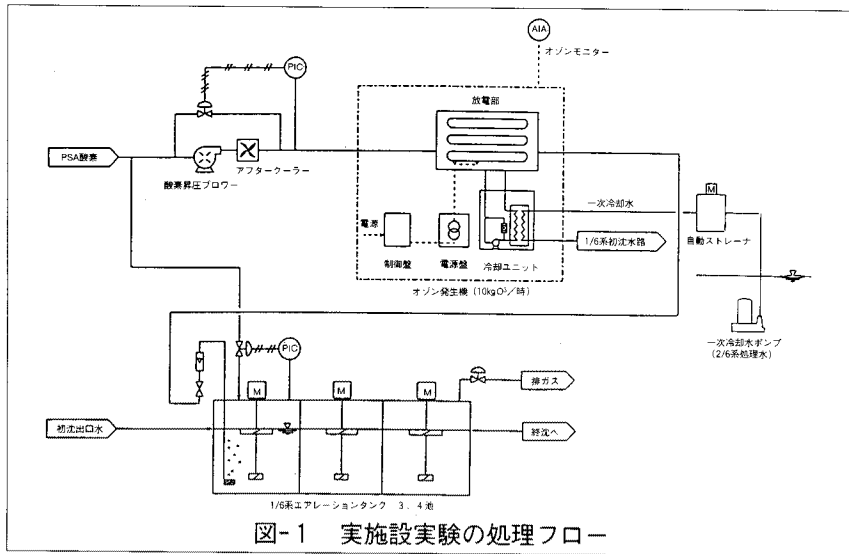 AIA
オゾンモニター
PIC
放電部
PSA酸素
酸素昇圧ブロワー
アフタークーラー
電源
制御盤
電源盤
冷却ユニット
オゾン発生機 (10kgO³/時)
一次冷却水
1/6系初沈水路
M
自動ストレーナ
一次冷却水ポンプ
(2/6系処理水)
PIC
M
M
M
排ガス
初沈出口水
終沈へ
1/6系エアレーションタンク 3、4池
図-1 実施設実験の処理フロー